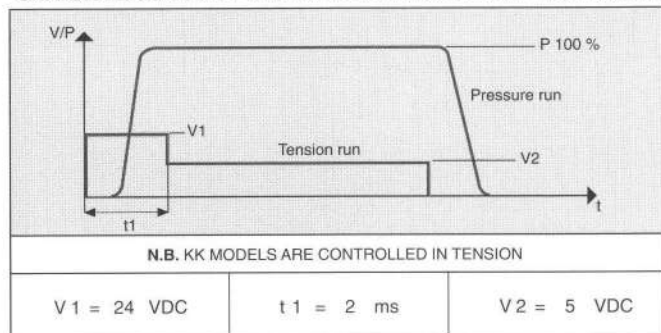 V/P
P 100 %
Pressure run
V1
Tension run
V2
t
t1
N.B. KK MODELS ARE CONTROLLED IN TENSION
V 1 = 24 VDC
t 1 = 2 ms
V 2 = 5 VDC